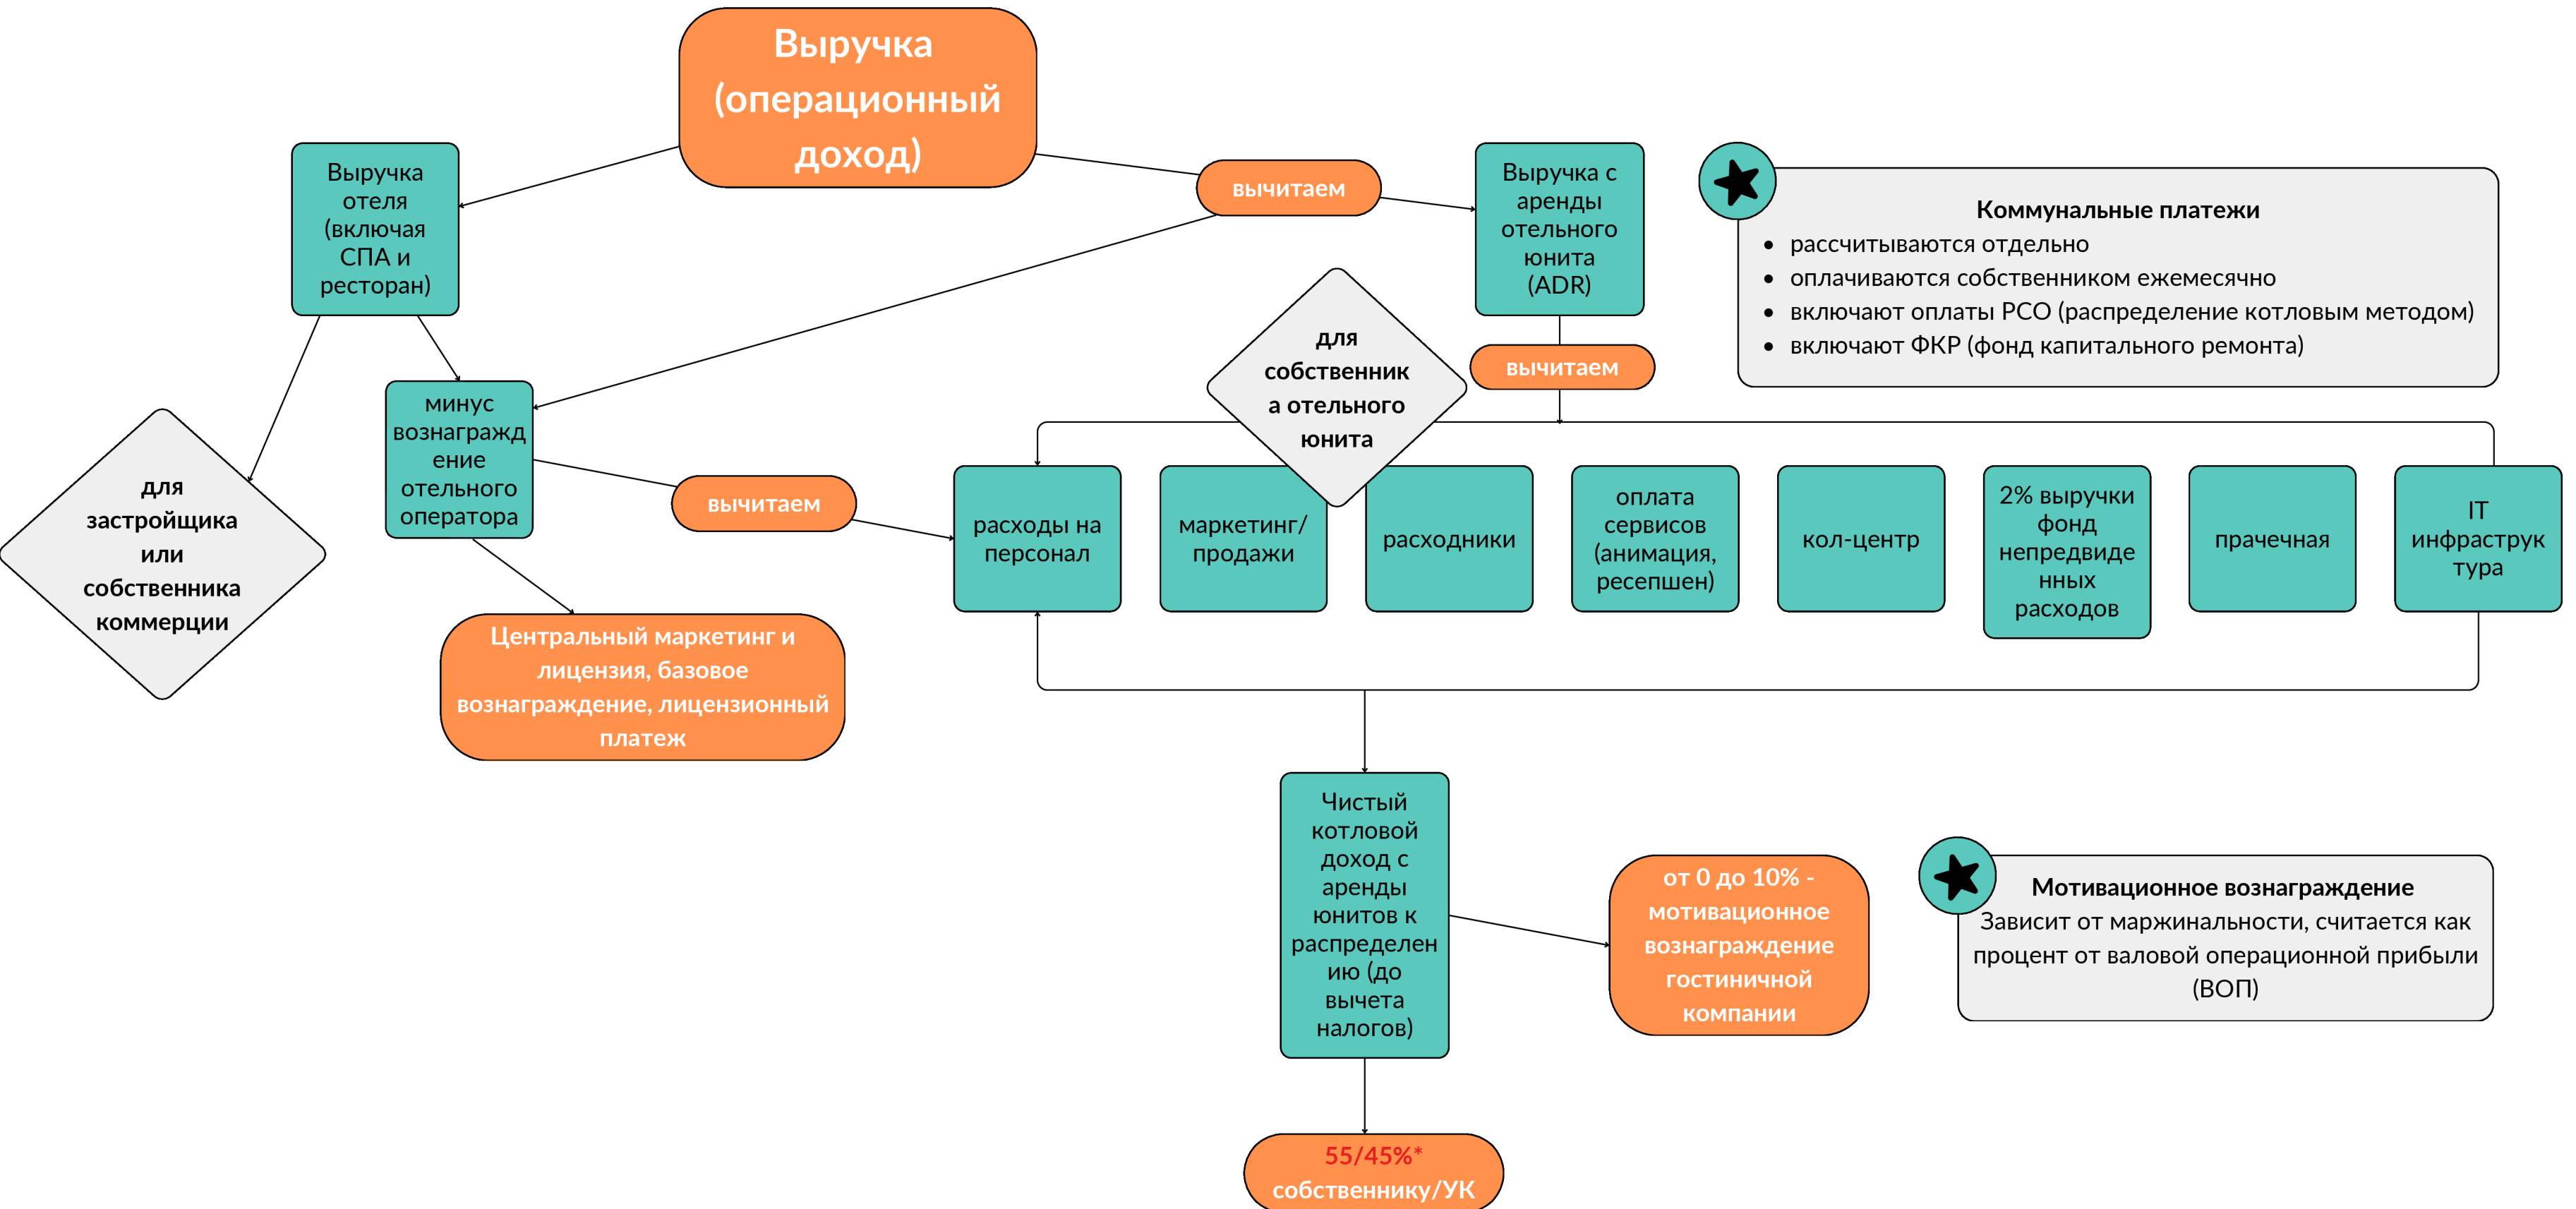 Выручка
(операционный
доход)
Выручка
отеля
(включая
СПА и
ресторан)
вычитаем
Выручка с
аренды
отельного
юнита
(ADR)
Коммунальные платежи
• рассчитываются отдельно
• оплачиваются собственником ежемесячно
• включают оплаты РСО (распределение котловым методом)
• включают ФКР (фонд капитального ремонта)
для
собственник
а отельного
юнита
вычитаем
минус
вознагражд
ение
отельного
оператора
для
застройщика
или
собственника
коммерции
вычитаем
расходы на
персонал
маркетинг/
продажи
расходники
оплата
сервисов
(анимация,
ресепшен)
кол-центр
2% выручки
фонд
непредвиде
нных
расходов
прачечная
IT
инфраструк
тура
Центральный маркетинг и
лицензия, базовое
вознаграждение, лицензионный
платеж
Чистый
котловой
доход с
аренды
юнитов к
распределен
ию (до
вычета
налогов)
от 0 до 10% -
мотивационное
вознаграждение
гостиничной
компании
Мотивационное вознаграждение
Зависит от маржинальности, считается как
процент от валовой операционной прибыли
(ВОП)
55/45%*
собственнику/УК